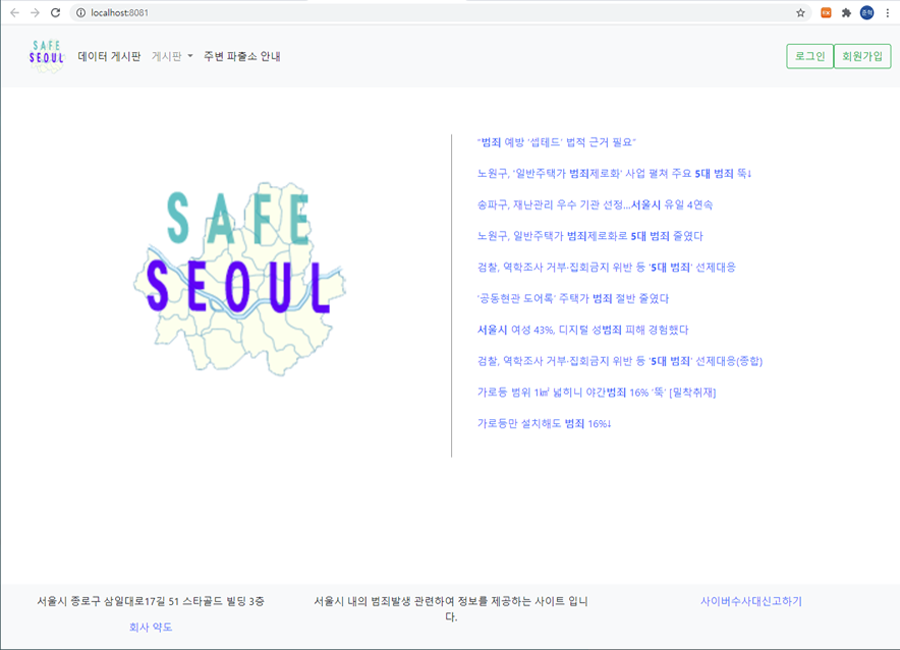 localhost:8081
SAFE
SEOUL
데이터 게시판 게시판 주변 파출소 안내
로그인 회원가입
SAFE
SEOUL
"범죄 예방 '셉테드' 법적 근거 필요"
노원구, '일반주택가 범죄제로화' 사업 펼쳐 주요 5대 범죄 뚝↓
송파구, 재난관리 우수 기관 선정...서울시 유일 4연속
노원구, 일반주택가 범죄제로화로 5대 범죄 줄였다
검찰, 역학조사 거부·집회금지 위반 등 '5대 범죄' 선제대응
'공동현관 도어록' 주택가 범죄 절반 줄였다
서울시 여성 43%, 디지털 성범죄 피해 경험했다
검찰, 역학조사 거부·집회금지 위반 등 '5대 범죄' 선제대응(종합)
가로등 범위 1㎢ 넓히니 야간범죄 16% '뚝' [밀착취재]
가로등만 설치해도 범죄 16%↓
서울시 종로구 삼일대로17길 51 스타골드 빌딩 3층
회사 약도
서울시 내의 범죄발생 관련하여 정보를 제공하는 사이트 입니
다.
사이버수사대신고하기